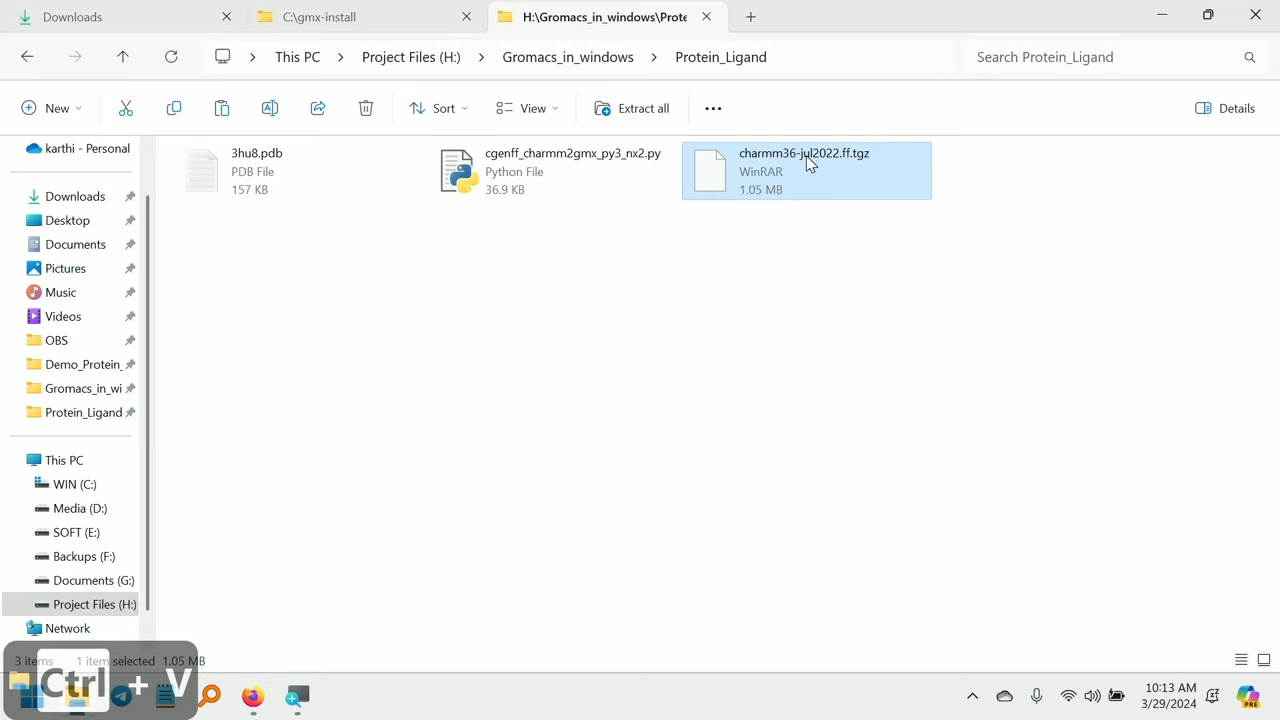 Downloads
C:\gmx-install
H:\Gromacs_in_windows\Prote
This PC
Project Files (H:)
Gromacs_in_windows
Protein_Ligand
Search Protein_Ligand
New
Sort
View
Extract all
Details
karthi - Personal
Downloads
Desktop
Documents
Pictures
Music
Videos
OBS
Demo_Protein_
Gromacs_in_wi
Protein_Ligand
This PC
WIN (C:)
Media (D:)
SOFT (E:)
Backups (F:)
Documents (G:)
Project Files (H:)
Network
3hu8.pdb
PDB File
157 KB
cgenff_charmm2gmx_py3_nx2.py
Python File
36.9 KB
charmm36-jul2022.ff.tgz
WinRAR
1.05 MB
3 items
1 item selected 1.05 MB
Ctrl + V
10:13 AM
3/29/2024
PRE